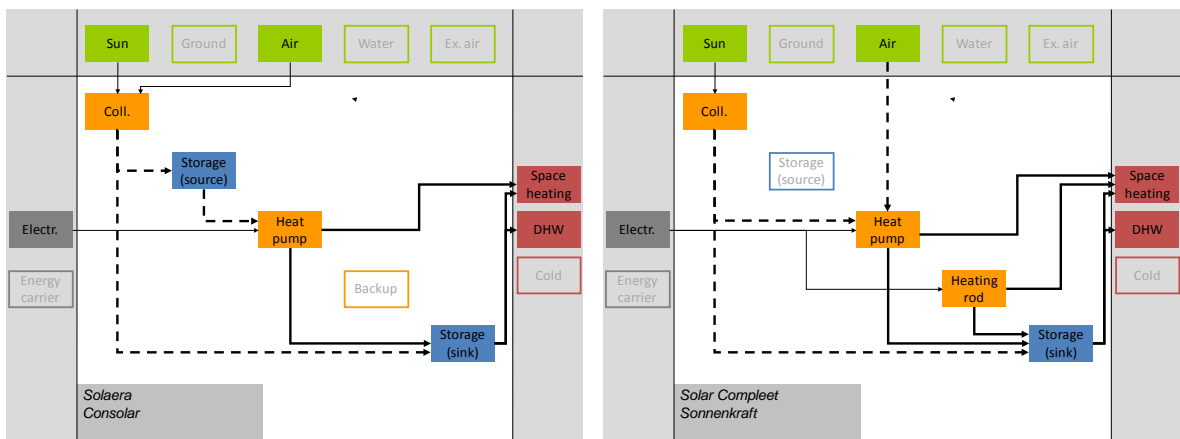 Sun
Ground
Air
Water
Ex. air
Coll.
Storage
(source)
Space
heating
Electr.
Heat
pump
DHW
Energy
carrier
Backup
Cold
Storage
(sink)
Solaera
Consolar
Sun
Ground
Air
Water
Ex. air
Coll.
Storage
(source)
Space
heating
Electr.
Heat
pump
DHW
Energy
carrier
Heating
rod
Cold
Storage
(sink)
Solar Compleet
Sonnenkraft